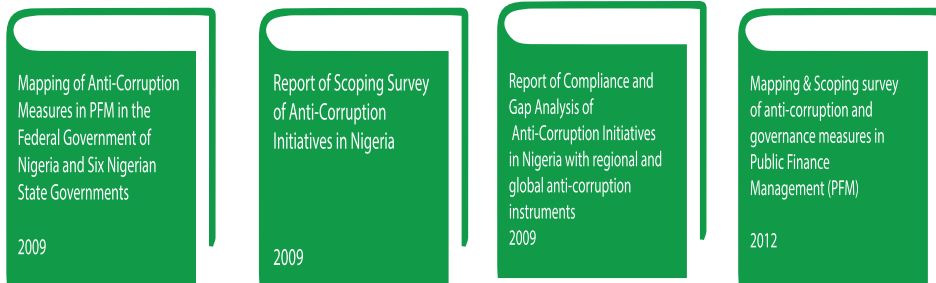 Mapping of Anti-Corruption
Measures in PFM in the
Federal Government of
Nigeria and Six Nigerian
State Governments
2009
Report of Scoping Survey
of Anti-Corruption
Initiatives in Nigeria
2009
Report of Compliance and
Gap Analysis of
Anti-Corruption Initiatives
in Nigeria with regional and
global anti-corruption
instruments
2009
Mapping & Scoping survey
of anti-corruption and
governance measures in
Public Finance
Management (PFM)
2012